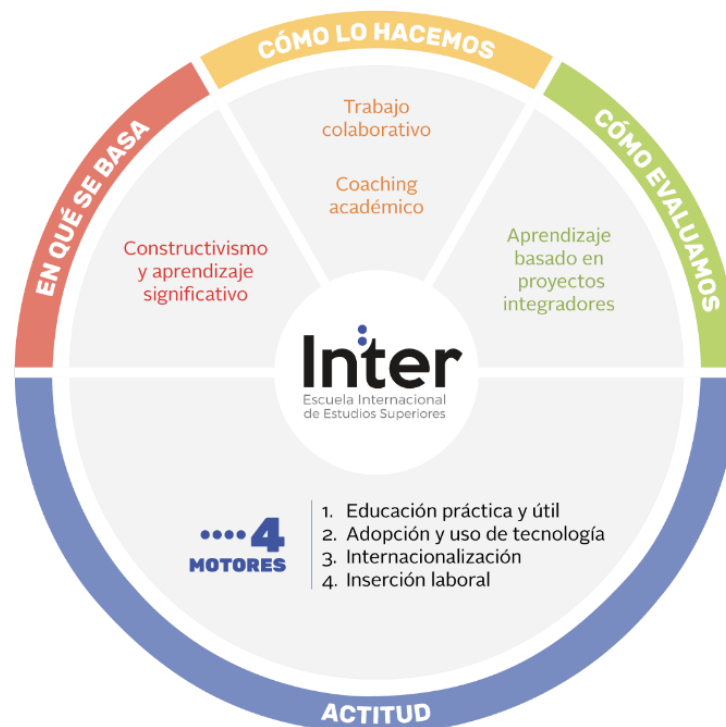 CÓMO LO HACEMOS
EN QUÉ SE BASA
CÓMO EVALUAMOS
Trabajo
colaborativo
Coaching
académico
Constructivismo
y aprendizaje
significativo
Aprendizaje
basado en
proyectos
integradores
Inter
Escuela Internacional
de Estudios Superiores
4
MOTORES
1. Educación práctica y útil
2. Adopción y uso de tecnología
3. Internacionalización
4. Inserción laboral
ACTITUD